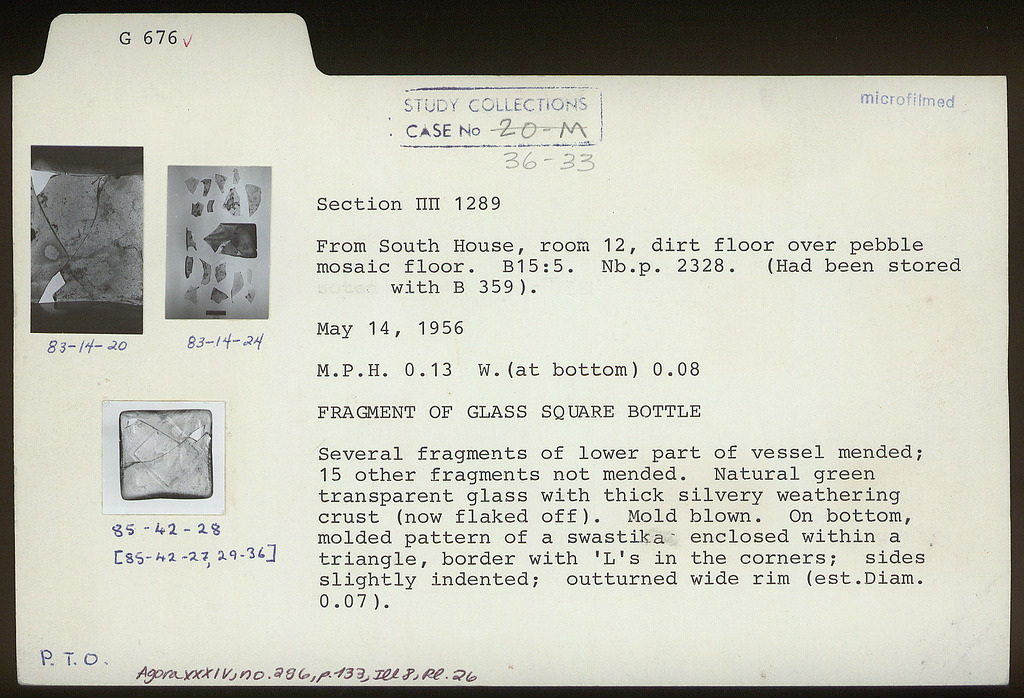 G 676 v
STUDY COLLECTIONS
CASE No 20-M
36-33
microfilmed
Section ΠΠ 1289
From South House, room 12, dirt floor over pebble
mosaic floor. B15:5. Nb.p. 2328. (Had been stored
with B 359).
May 14, 1956
M.P.H. 0.13 W.(at bottom) 0.08
FRAGMENT OF GLASS SQUARE BOTTLE
Several fragments of lower part of vessel mended;
15 other fragments not mended. Natural green
transparent glass with thick silvery weathering
crust (now flaked off). Mold blown. On bottom,
molded pattern of a swastika enclosed within a
triangle, border with 'L's in the corners; sides
slightly indented; outturned wide rim (est.Diam.
0.07).
83-14-20
83-14-24
85-42-28
[85-42-27, 29-36]
P.T.O.
Agora XXXIV, no. 296, p. 133, Ill 8, Pl. 26